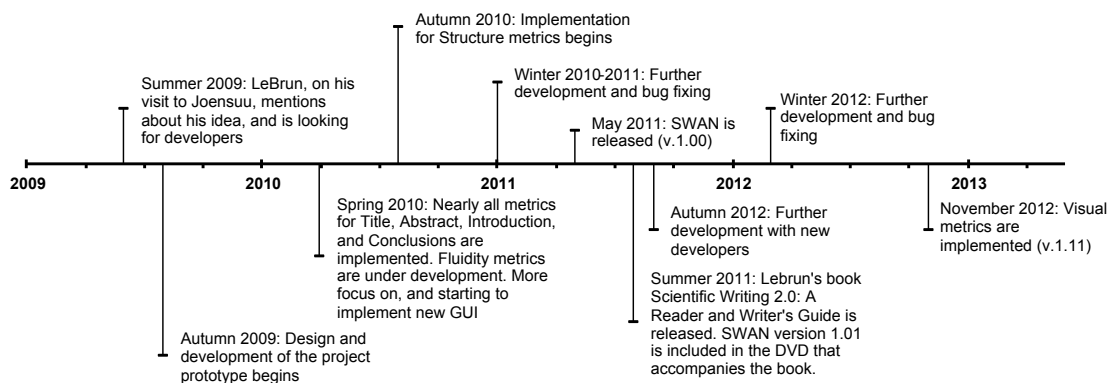 Autumn 2010: Implementation
for Structure metrics begins
Summer 2009: LeBrun, on his
visit to Joensuu, mentions
about his idea, and is looking
for developers
Winter 2010-2011: Further
development and bug fixing
May 2011: SWAN is
released (v.1.00)
Winter 2012: Further
development and bug
fixing
2009 2010 2011 2012 2013
Spring 2010: Nearly all metrics
for Title, Abstract, Introduction,
and Conclusions are
implemented. Fluidity metrics
are under development. More
focus on, and starting to
implement new GUI
Autumn 2012: Further
development with new
developers
November 2012: Visual
metrics are
implemented (v.1.11)
Summer 2011: Lebrun's book
Scientific Writing 2.0: A
Reader and Writer's Guide is
released. SWAN version 1.01
is included in the DVD that
accompanies the book.
Autumn 2009: Design and
development of the project
prototype begins